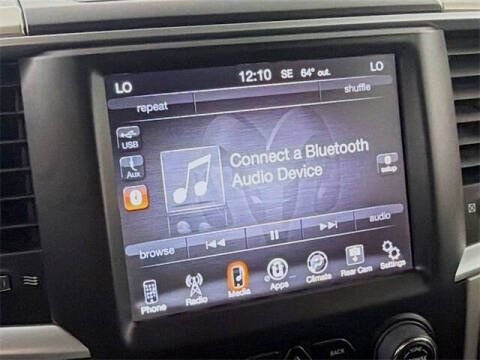 LO 12:10 SE 64° out. LO
repeat shuffle
USB
Aux
Connect a Bluetooth
Audio Device
setup
browse audio
Phone Radio Media Apps Climate Rear Cam Settings
BACK